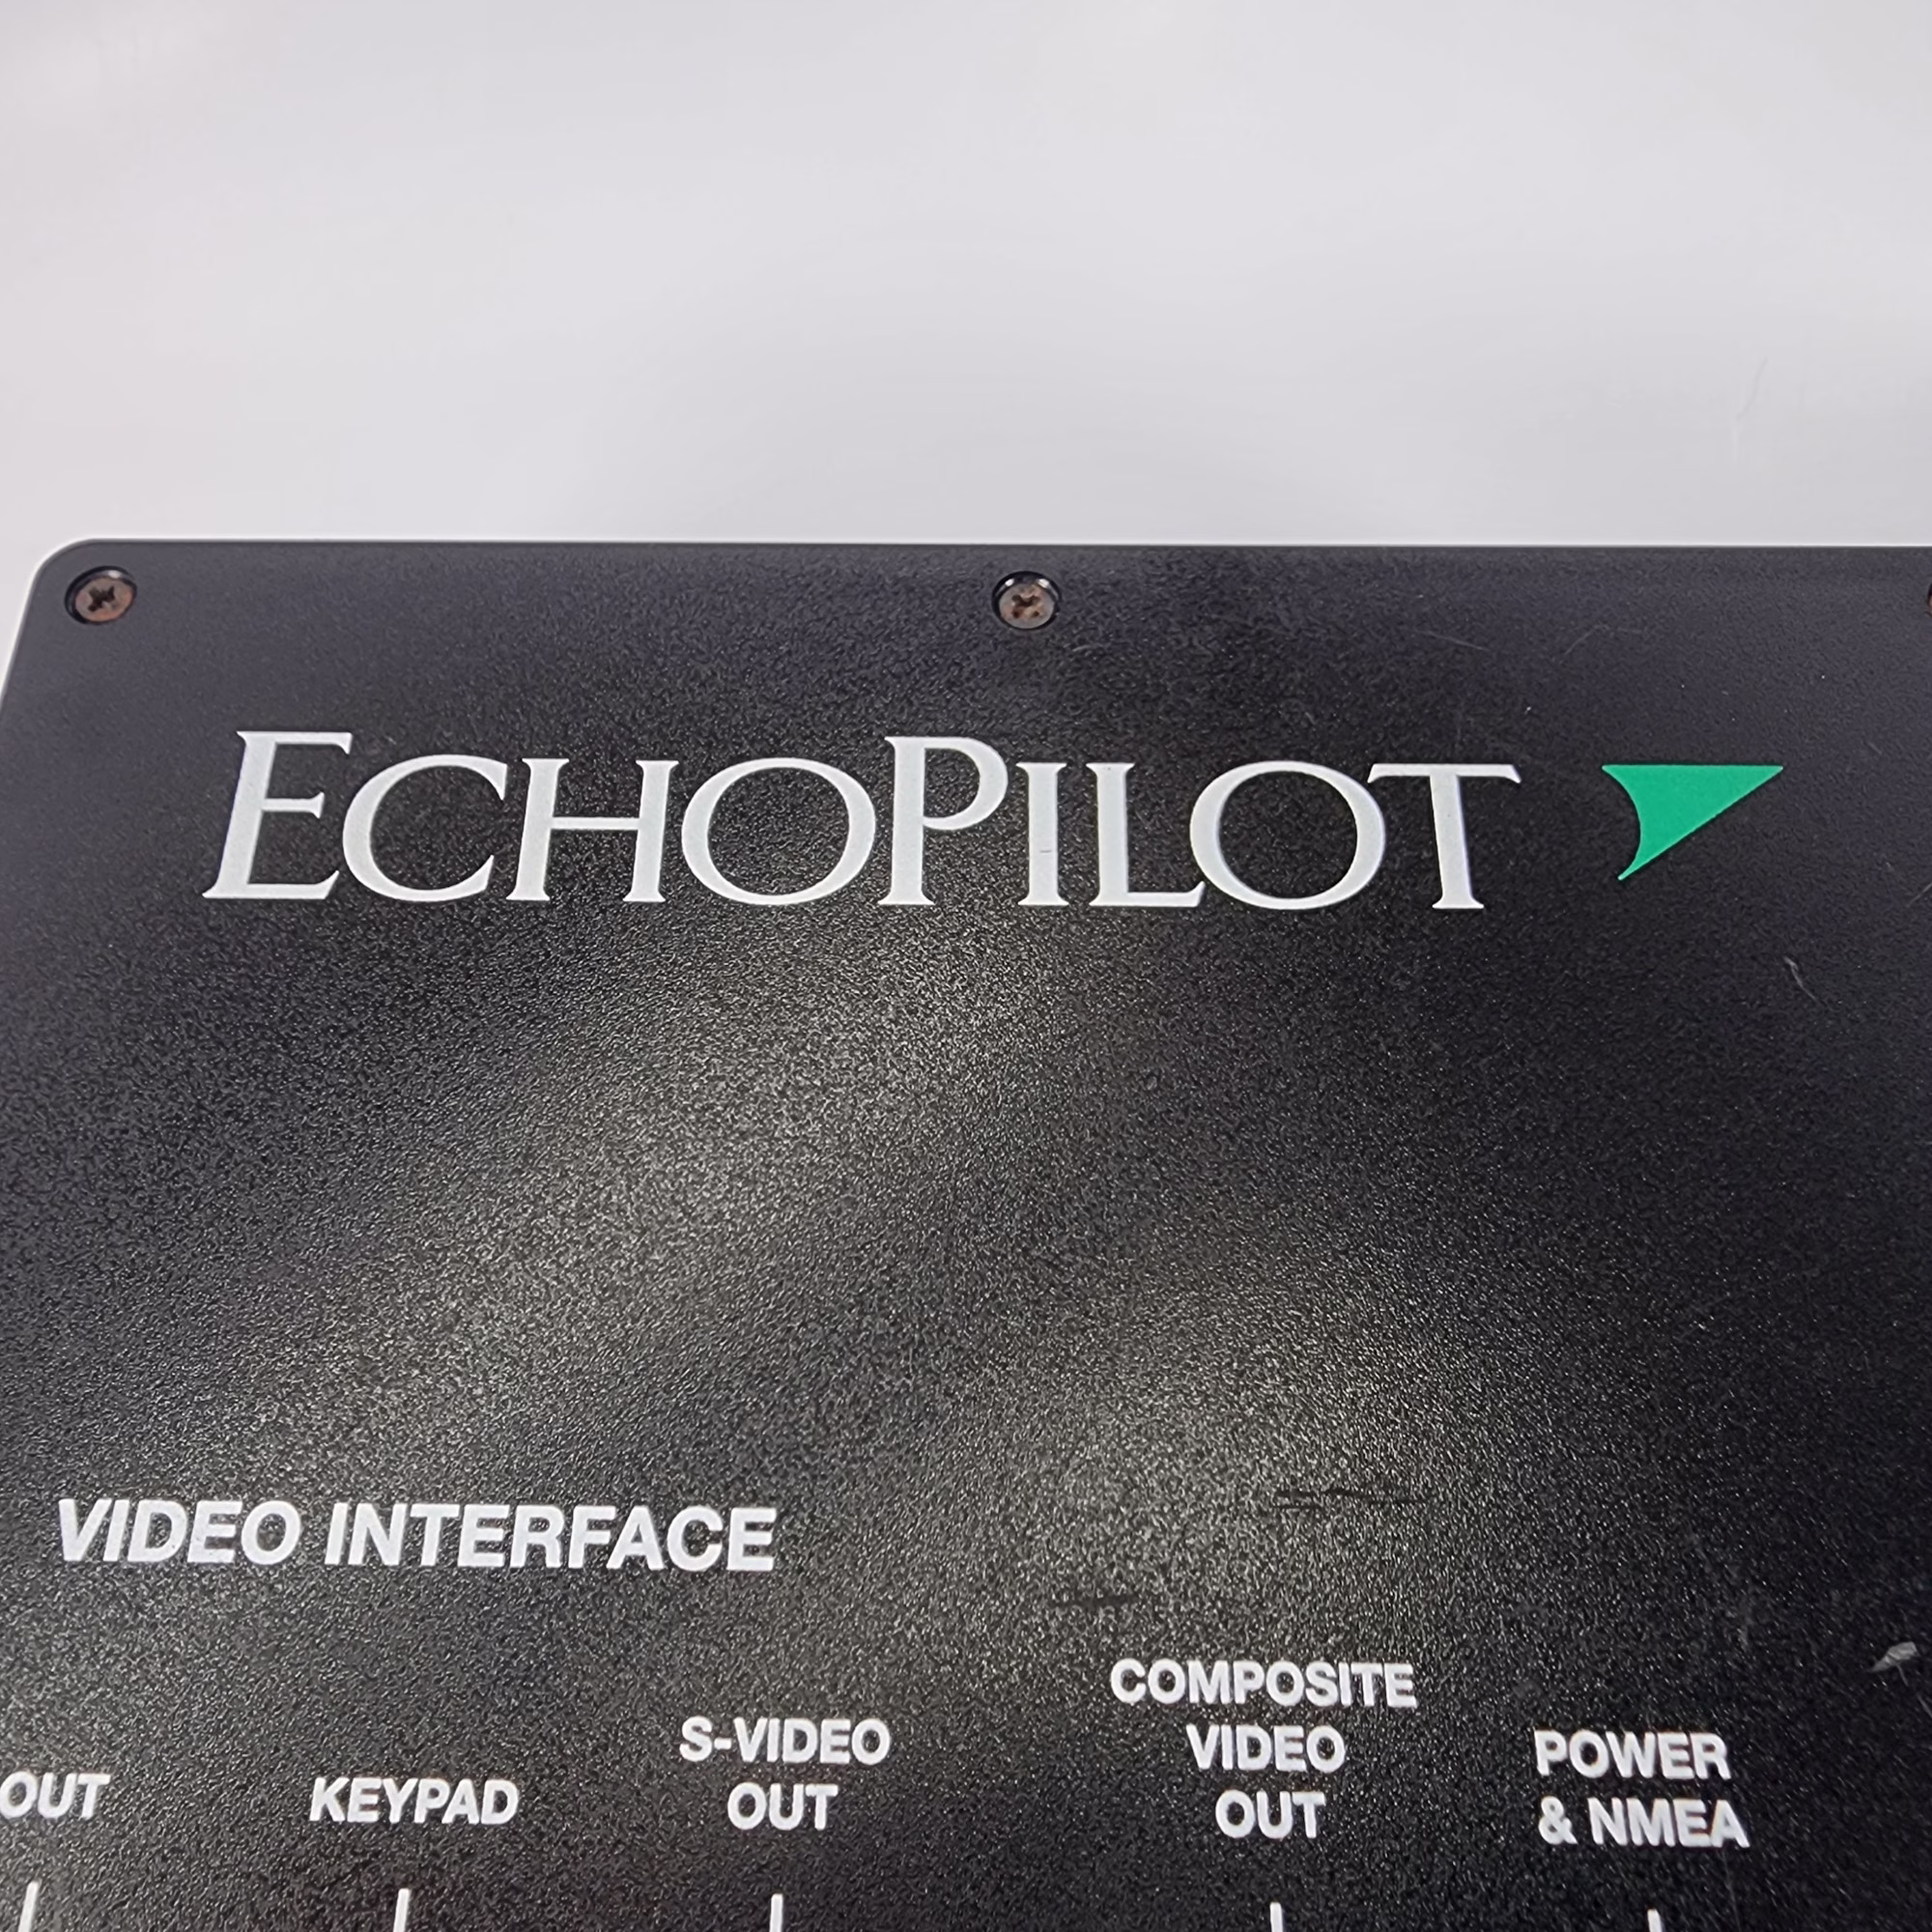 ECHOPILOT
VIDEO INTERFACE
OUT
KEYPAD
S-VIDEO
OUT
COMPOSITE
VIDEO
OUT
POWER
& NMEA